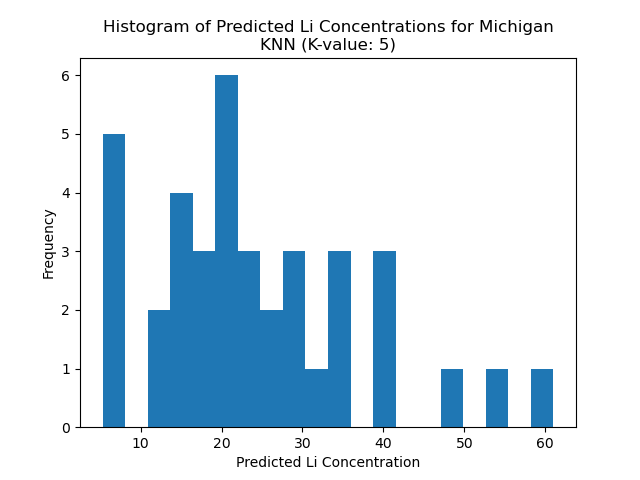 Histogram of Predicted Li Concentrations for Michigan
KNN (K-value: 5)
6
5
4
3
2
1
0
Frequency
10 20 30 40 50 60
Predicted Li Concentration